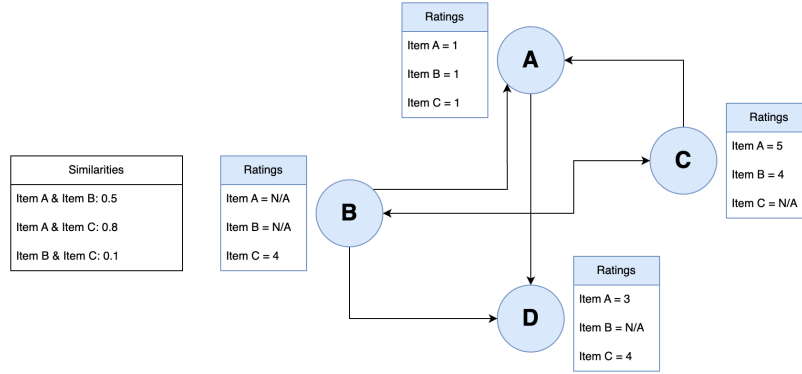 Ratings
Item A = 1
Item B = 1
Item C = 1
A
Ratings
Item A = 5
Item B = 4
Item C = N/A
C
Similarities
Item A & Item B: 0.5
Item A & Item C: 0.8
Item B & Item C: 0.1
Ratings
Item A = N/A
Item B = N/A
Item C = 4
B
Ratings
Item A = 3
Item B = N/A
Item C = 4
D